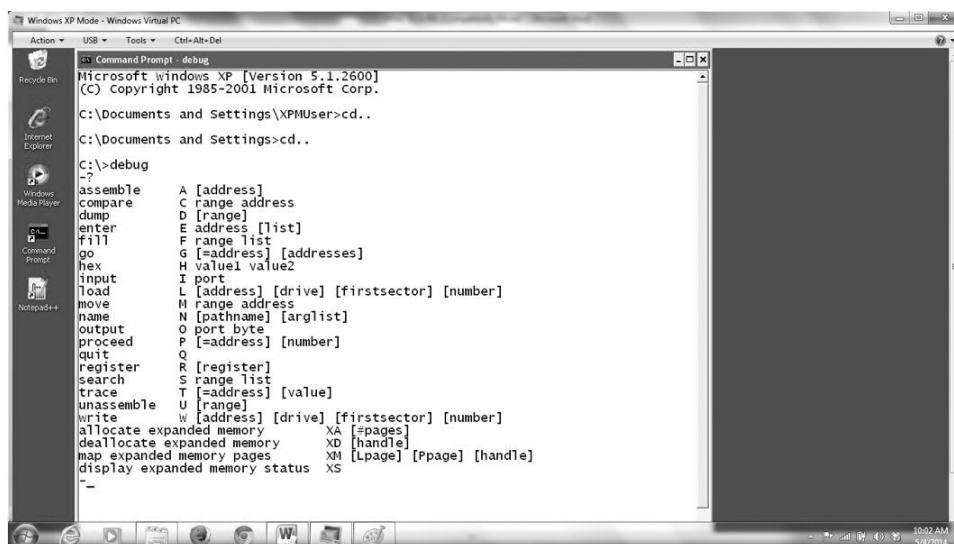 Windows XP Mode - Windows Virtual PC
Action USB Tools Ctrl+Alt+Del
Recycle Bin
Internet Explorer
Windows Media Player
Command Prompt
Notepad++
Command Prompt - debug
Microsoft Windows XP [Version 5.1.2600]
(C) Copyright 1985-2001 Microsoft Corp.
C:\Documents and Settings\XPMUser>cd..
C:\Documents and Settings>cd..
C:\>debug
-?
assemble A [address]
compare C range address
dump D [range]
enter E address [list]
fill F range list
go G [=address] [addresses]
hex H value1 value2
input I port
load L [address] [drive] [firstsector] [number]
move M range address
name N [pathname] [arglist]
output O port byte
proceed P [=address] [number]
quit Q
register R [register]
search S range list
trace T [=address] [value]
unassemble U [range]
write W [address] [drive] [firstsector] [number]
allocate expanded memory XA [#pages]
deallocate expanded memory XD [handle]
map expanded memory pages XM [Lpage] [Ppage] [handle]
display expanded memory status XS
-_
10:02 AM
5/4/2014